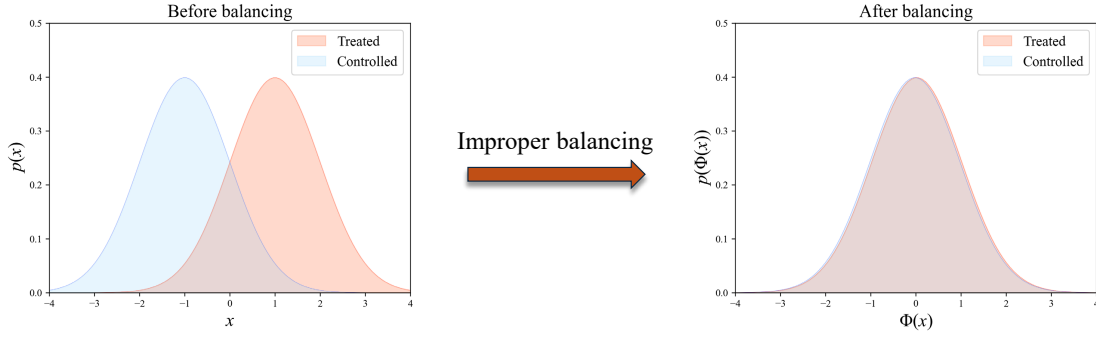 Before balancing
0.5
0.4
0.3
0.2
0.1
0.0
p(x)
−4 −3 −2 −1 0 1 2 3 4
x
Treated
Controlled
Improper balancing
After balancing
0.5
0.4
0.3
0.2
0.1
0.0
p(Φ(x))
−4 −3 −2 −1 0 1 2 3 4
Φ(x)
Treated
Controlled